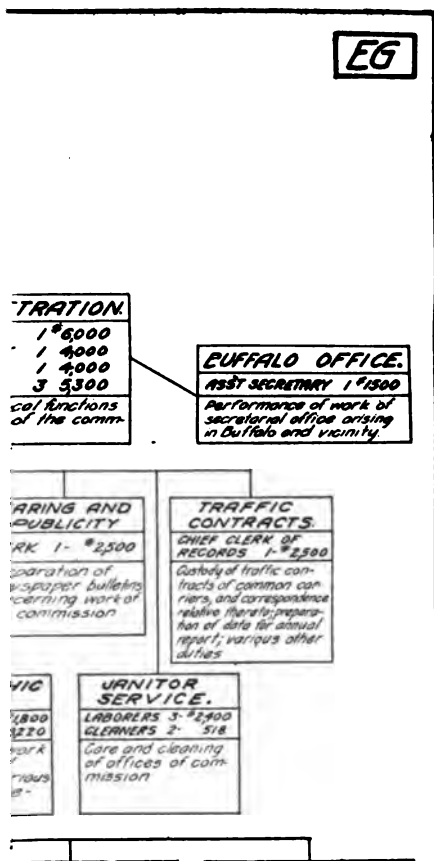 EG
TRATION.
1 $6,000
1 4,000
1 4,000
3 5,300
cal functions
of the comm-
BUFFALO OFFICE.
ASS'T SECRETARY 1 $1500
Performance of work of
secretarial office arising
in Buffalo and vicinity.
ARING AND
PUBLICITY
RK 1- $2,500
paration of
wspaper bulletins
cerning work of
commission
TRAFFIC
CONTRACTS.
CHIEF CLERK OF
RECORDS 1-$2,500
Custody of traffic con-
tracts of common car
riers, and correspondence
relative thereto; prepara-
tion of data for annual
report; various other
duties
HIC
1,800
220
work
rious
e-
JANITOR
SERVICE.
LABORERS 3-$2,400
CLEANERS 2- 518
Care and cleaning
of offices of com-
mission